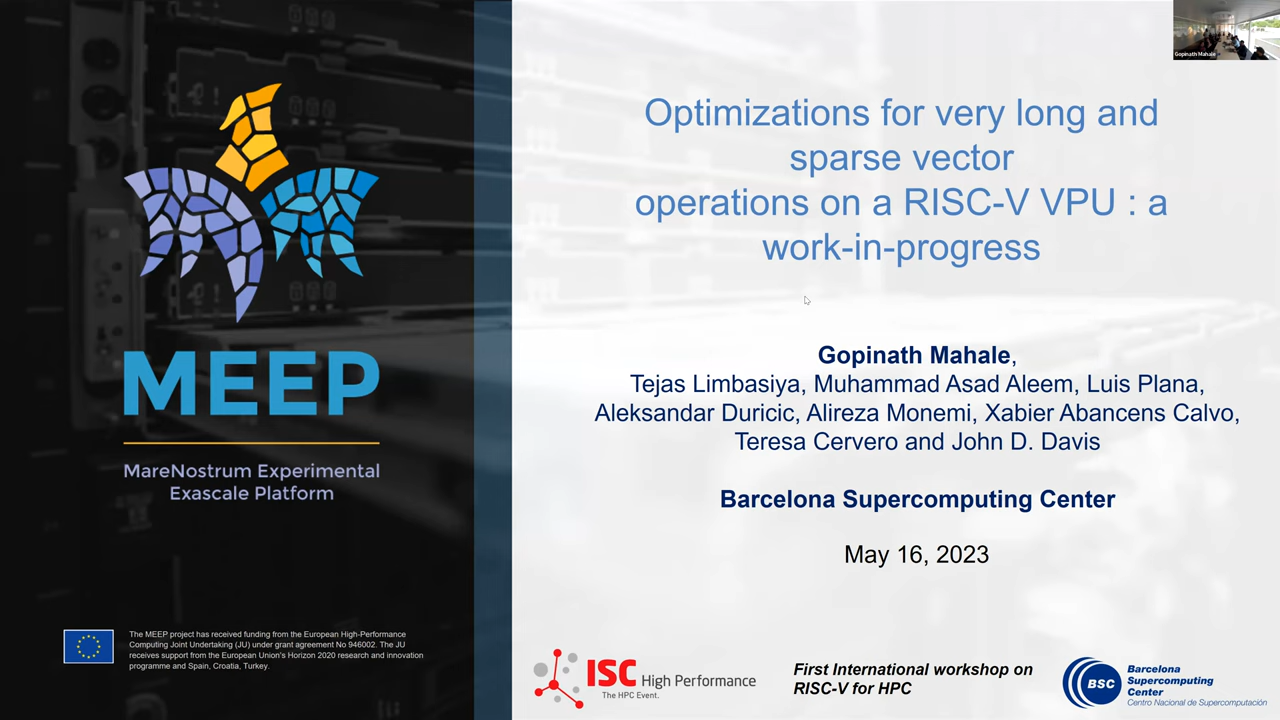 Gopinath Mahale
Optimizations for very long and
sparse vector
operations on a RISC-V VPU : a
work-in-progress
Gopinath Mahale,
Tejas Limbasiya, Muhammad Asad Aleem, Luis Plana,
Aleksandar Duricic, Alireza Monemi, Xabier Abancens Calvo,
Teresa Cervero and John D. Davis
Barcelona Supercomputing Center
May 16, 2023
MEEP
MareNostrum Experimental
Exascale Platform
The MEEP project has received funding from the European High-Performance
Computing Joint Undertaking (JU) under grant agreement No 946002. The JU
receives support from the European Union's Horizon 2020 research and innovation
programme and Spain, Croatia, Turkey.
ISC High Performance
The HPC Event.
First International workshop on
RISC-V for HPC
BSC
Barcelona
Supercomputing
Center
Centro Nacional de Supercomputación